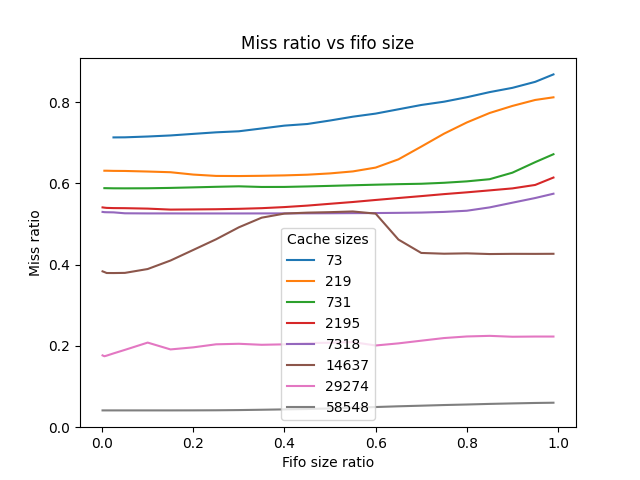 Miss ratio vs fifo size
Miss ratio
0.8
0.6
0.4
0.2
0.0
Cache sizes
73
219
731
2195
7318
14637
29274
58548
0.0 0.2 0.4 0.6 0.8 1.0
Fifo size ratio